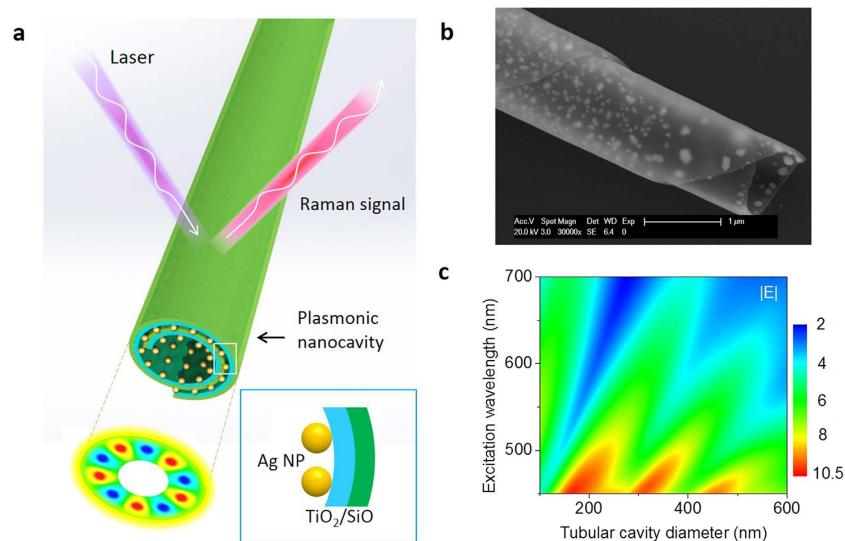 a
Laser
Raman signal
Plasmonic
nanocavity
Ag NP
TiO₂/SiO
b
Acc.V Spot Magn Det WD Exp
20.0 kV 3.0 30000x SE 6.4 0
1 μm
c
|E|
700
600
500
Excitation wavelength (nm)
200 400 600
Tubular cavity diameter (nm)
2
4
6
8
10.5